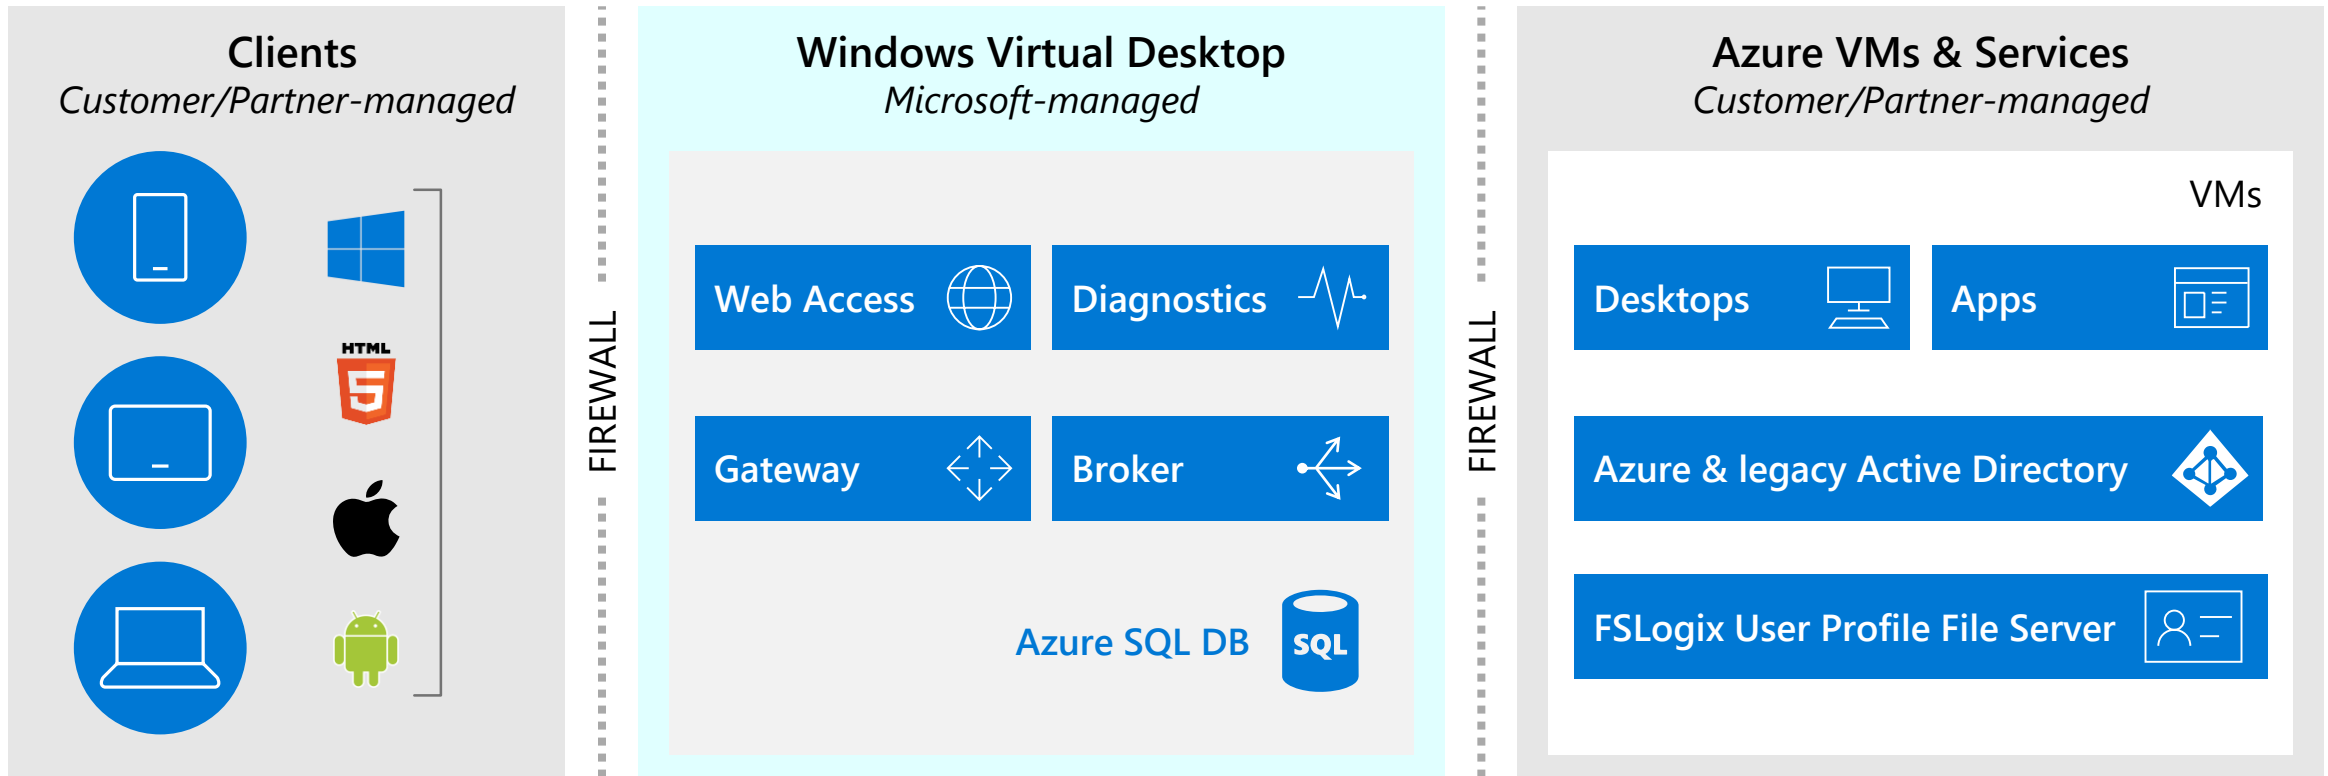 Clients
Customer/Partner-managed
HTML
FIREWALL
Windows Virtual Desktop
Microsoft-managed
Web Access
Diagnostics
Gateway
Broker
Azure SQL DB
SQL
FIREWALL
Azure VMs & Services
Customer/Partner-managed
VMs
Desktops
Apps
Azure & legacy Active Directory
FSLogix User Profile File Server